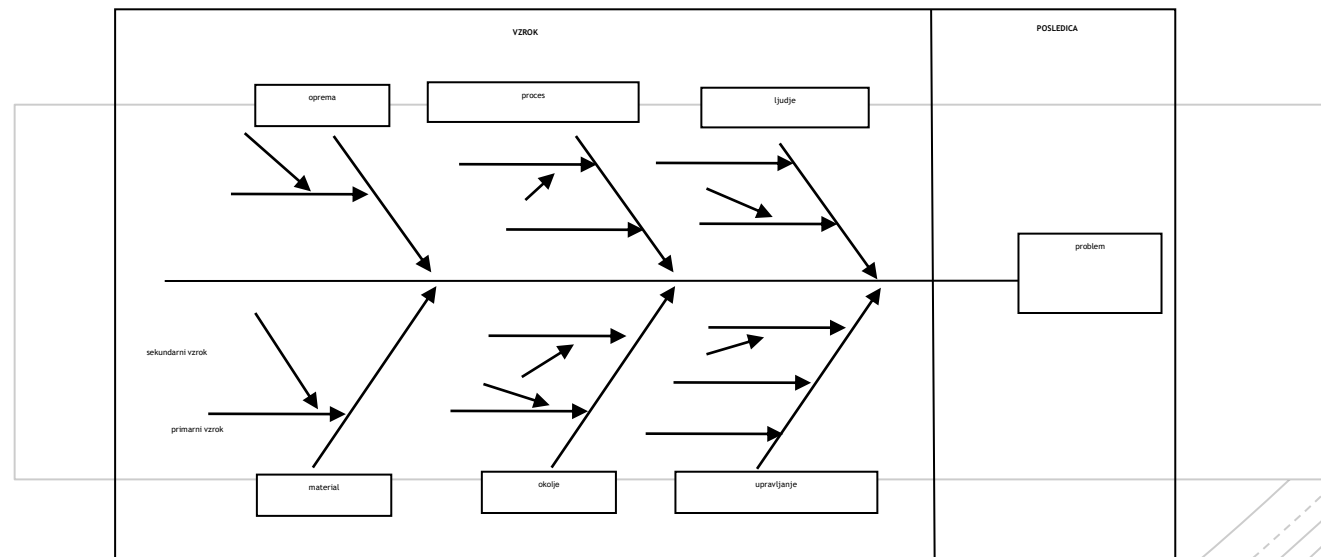 VZROK
POSLEDICA
oprema
proces
ljudje
problem
sekundarni vzrok
primarni vzrok
material
okolje
upravljanje